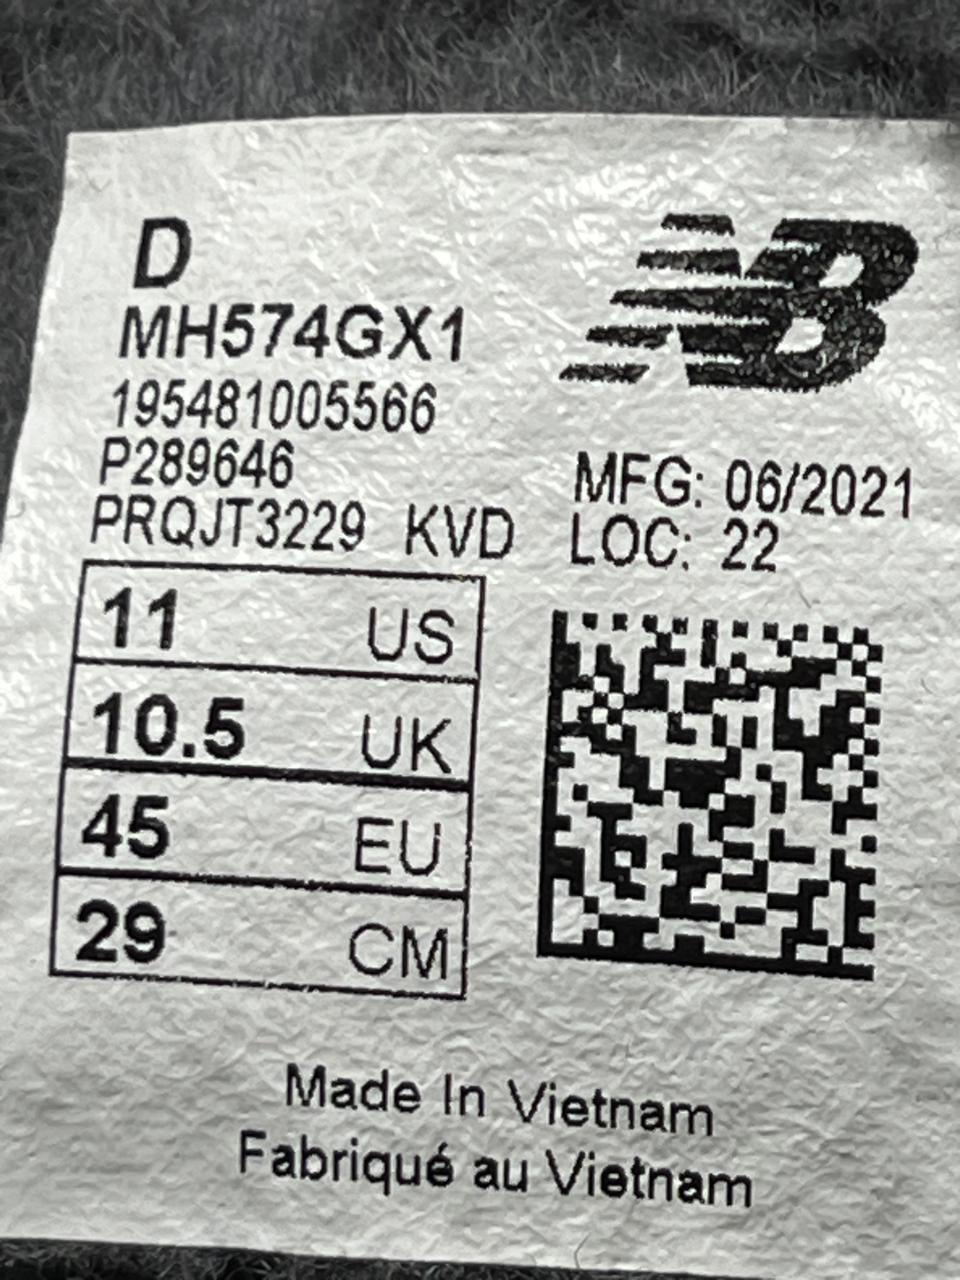 D
NB
MH574GX1
195481005566
P289646
PRQJT3229 KVD
MFG: 06/2021
LOC: 22
11 US
10.5 UK
45 EU
29 CM
Made In Vietnam
Fabriqué au Vietnam